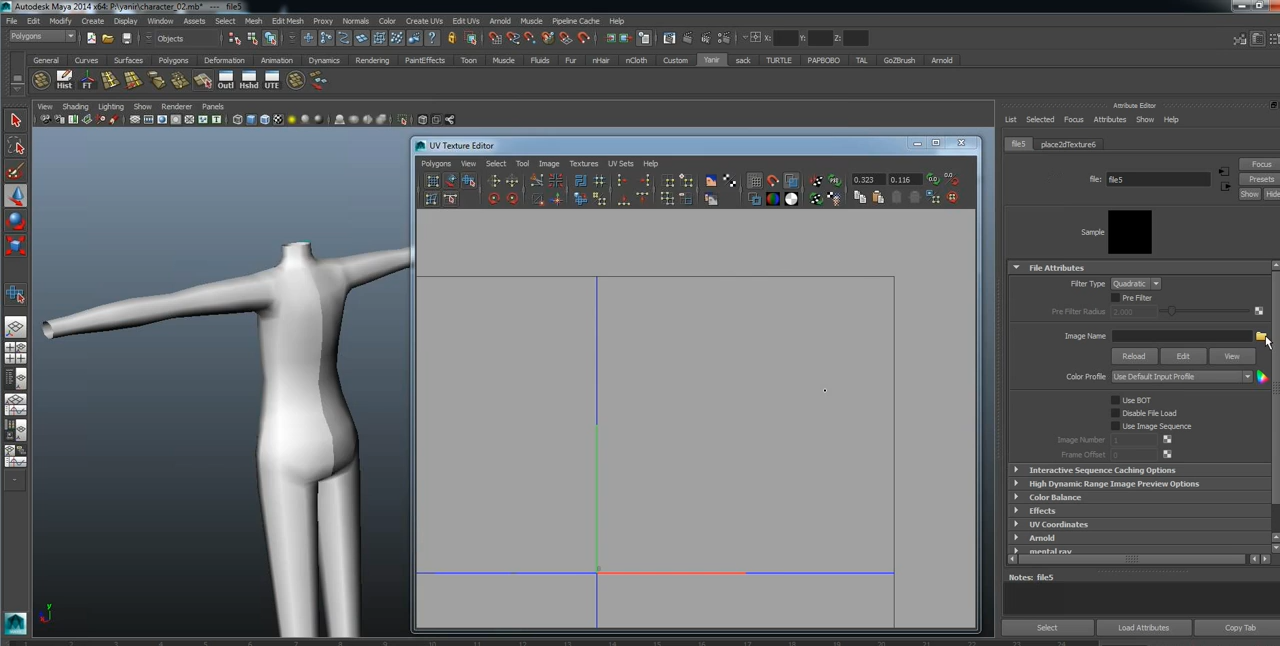 Autodesk Maya 2014 x64: P:\yanir\character_02.mb* --- file5
File Edit Modify Create Display Window Assets Select Mesh Edit Mesh Proxy Normals Color Create UVs Edit UVs Arnold Muscle Pipeline Cache Help
Polygons Objects X: Y: Z:
General Curves Surfaces Polygons Deformation Animation Dynamics Rendering PaintEffects Toon Muscle Fluids Fur nHair nCloth Custom Yanir sack TURTLE PAPBOBO TAL GoZBrush Arnold
Hist FT Outl Hshd UTE
View Shading Lighting Show Renderer Panels
UV Texture Editor
Polygons View Select Tool Image Textures UV Sets Help
0.323 0.116
y
Attribute Editor
List Selected Focus Attributes Show Help
file5 place2dTexture6
Focus
Presets
Show Hide
file: file5
Sample
File Attributes
Filter Type Quadratic
Pre Filter
Pre Filter Radius 2.000
Image Name
Reload Edit View
Color Profile Use Default Input Profile
Use BOT
Disable File Load
Use Image Sequence
Image Number 1
Frame Offset 0
Interactive Sequence Caching Options
High Dynamic Range Image Preview Options
Color Balance
Effects
UV Coordinates
Arnold
mental ray
Notes: file5
Select Load Attributes Copy Tab